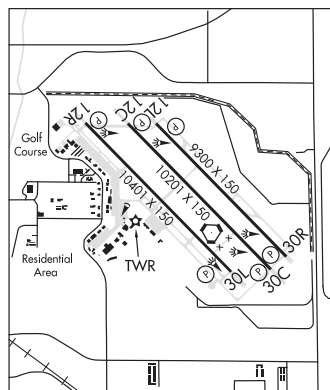 12R
12C
12L
P
P
P
Golf
Course
9300 X 150
10201 X 150
10401 X 150
Residential
Area
TWR
30R
30C
30L
P
P
P